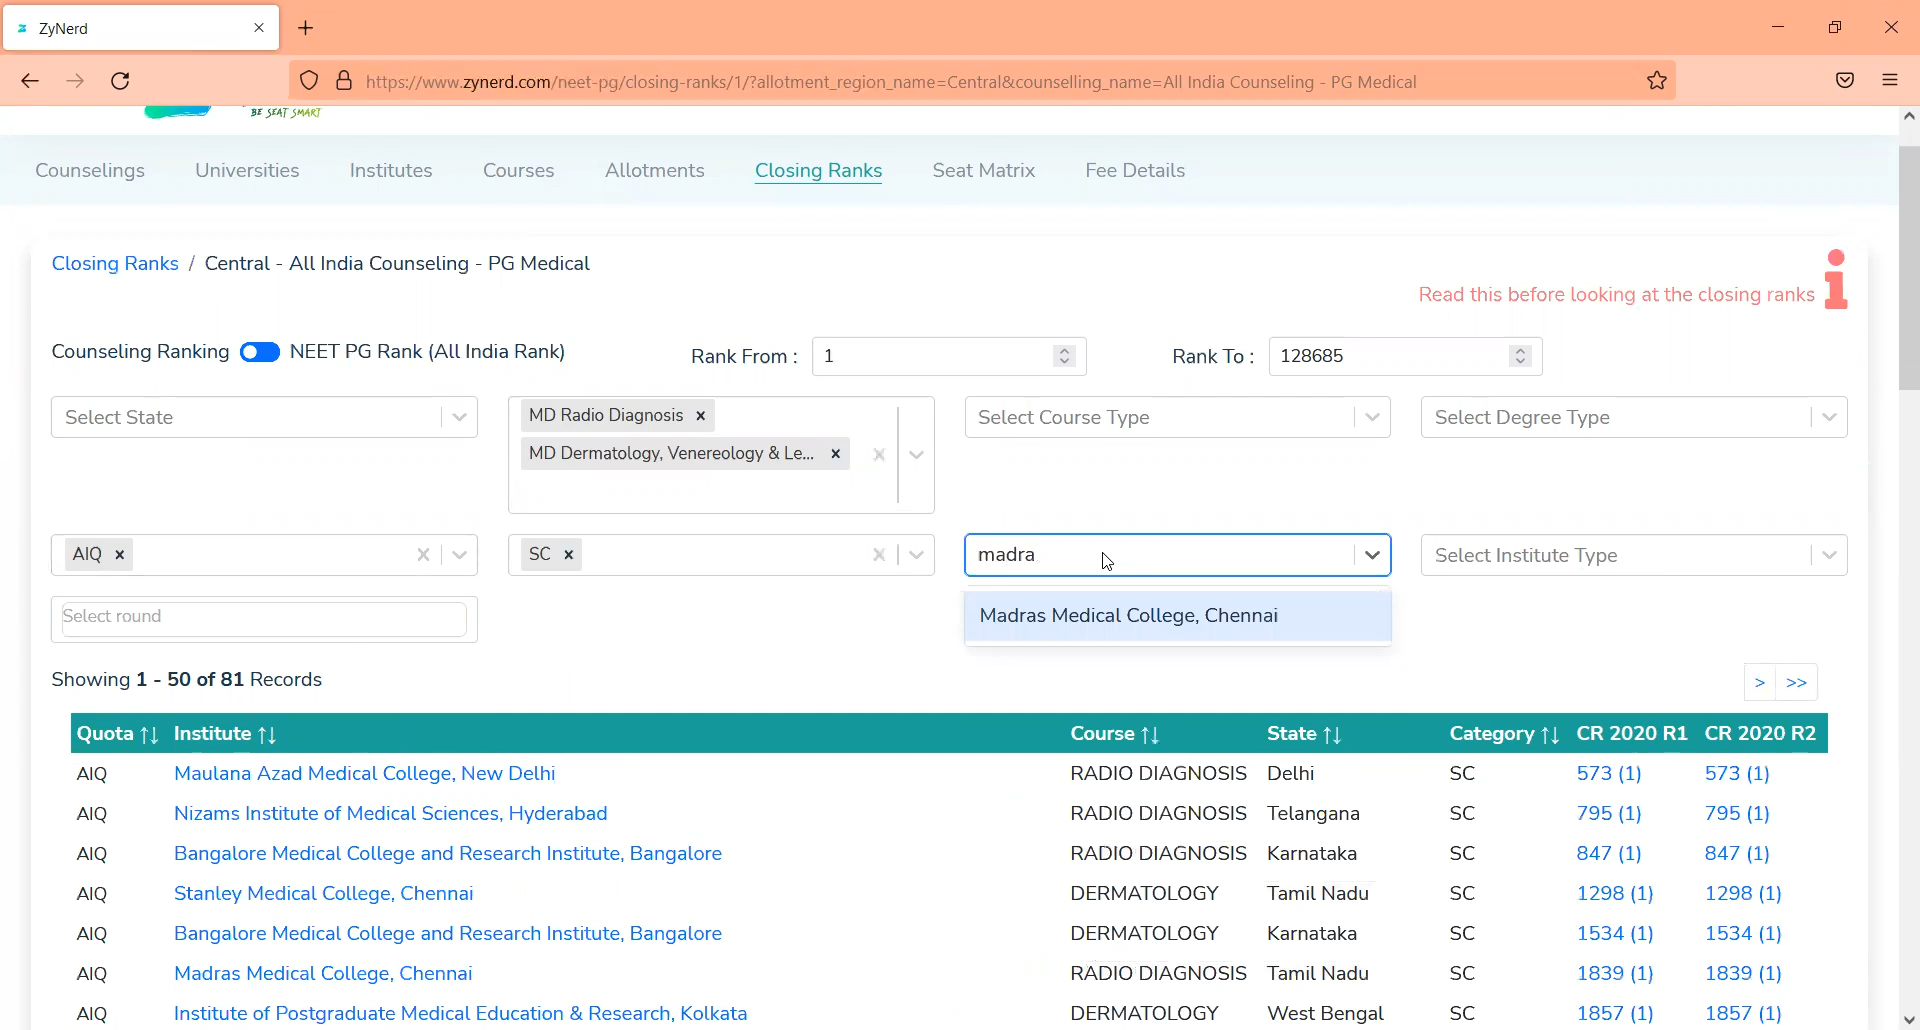 ZyNerd
https://www.zynerd.com/neet-pg/closing-ranks/1/?allotment_region_name=Central&counselling_name=All India Counseling - PG Medical
BE SEAT SMART
Counselings Universities Institutes Courses Allotments Closing Ranks Seat Matrix Fee Details
Closing Ranks / Central - All India Counseling - PG Medical
Read this before looking at the closing ranks
Counseling Ranking NEET PG Rank (All India Rank) Rank From : 1 Rank To : 128685
Select State MD Radio Diagnosis × Select Course Type Select Degree Type
MD Dermatology, Venereology & Le... ×
AIQ × SC × madra Select Institute Type
Select round Madras Medical College, Chennai
Showing 1 - 50 of 81 Records > >>
Quota ↑↓ Institute ↑↓ Course ↑↓ State ↑↓ Category ↑↓ CR 2020 R1 CR 2020 R2
AIQ Maulana Azad Medical College, New Delhi RADIO DIAGNOSIS Delhi SC 573 (1) 573 (1)
AIQ Nizams Institute of Medical Sciences, Hyderabad RADIO DIAGNOSIS Telangana SC 795 (1) 795 (1)
AIQ Bangalore Medical College and Research Institute, Bangalore RADIO DIAGNOSIS Karnataka SC 847 (1) 847 (1)
AIQ Stanley Medical College, Chennai DERMATOLOGY Tamil Nadu SC 1298 (1) 1298 (1)
AIQ Bangalore Medical College and Research Institute, Bangalore DERMATOLOGY Karnataka SC 1534 (1) 1534 (1)
AIQ Madras Medical College, Chennai RADIO DIAGNOSIS Tamil Nadu SC 1839 (1) 1839 (1)
AIQ Institute of Postgraduate Medical Education & Research, Kolkata DERMATOLOGY West Bengal SC 1857 (1) 1857 (1)